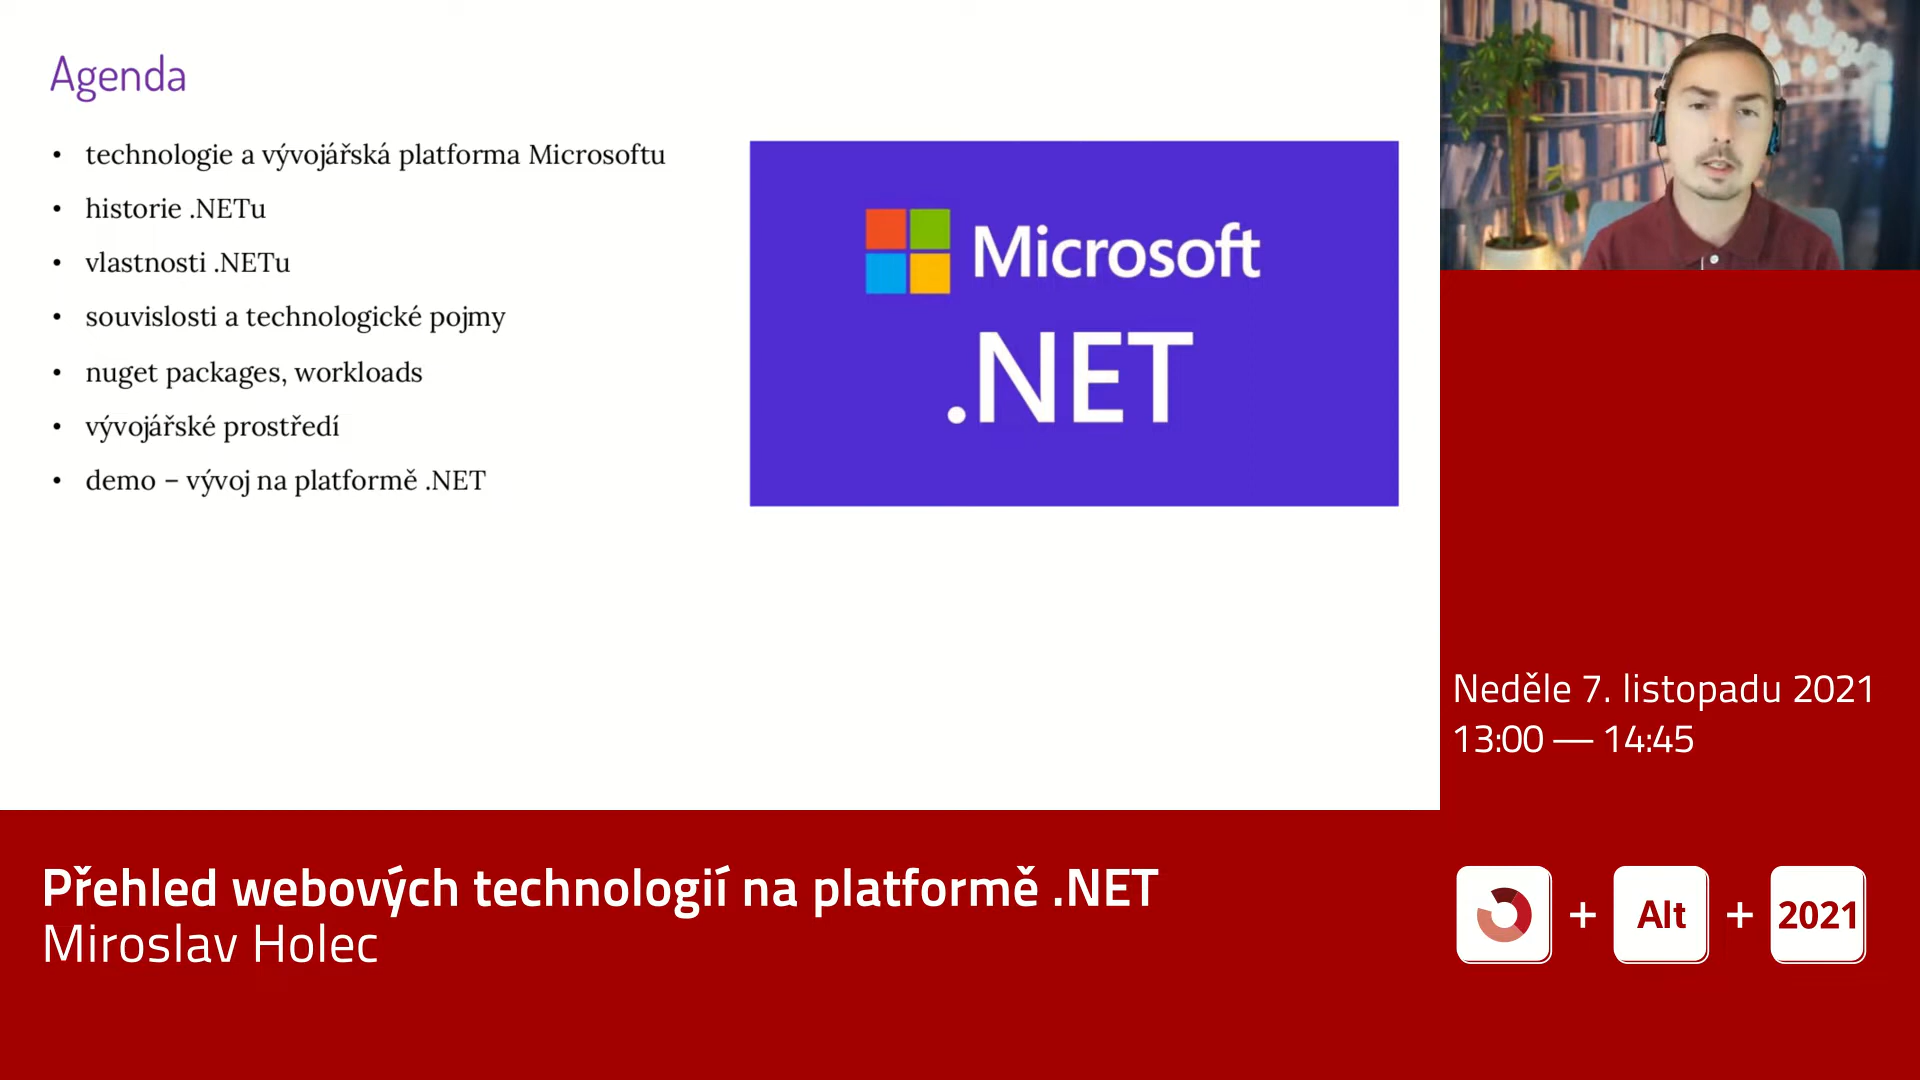 Agenda
• technologie a vývojářská platforma Microsoftu
• historie .NETu
• vlastnosti .NETu
• souvislosti a technologické pojmy
• nuget packages, workloads
• vývojářské prostředí
• demo – vývoj na platformě .NET
Microsoft
.NET
Neděle 7. listopadu 2021
13:00 — 14:45
Přehled webových technologií na platformě .NET
Miroslav Holec
+ Alt + 2021